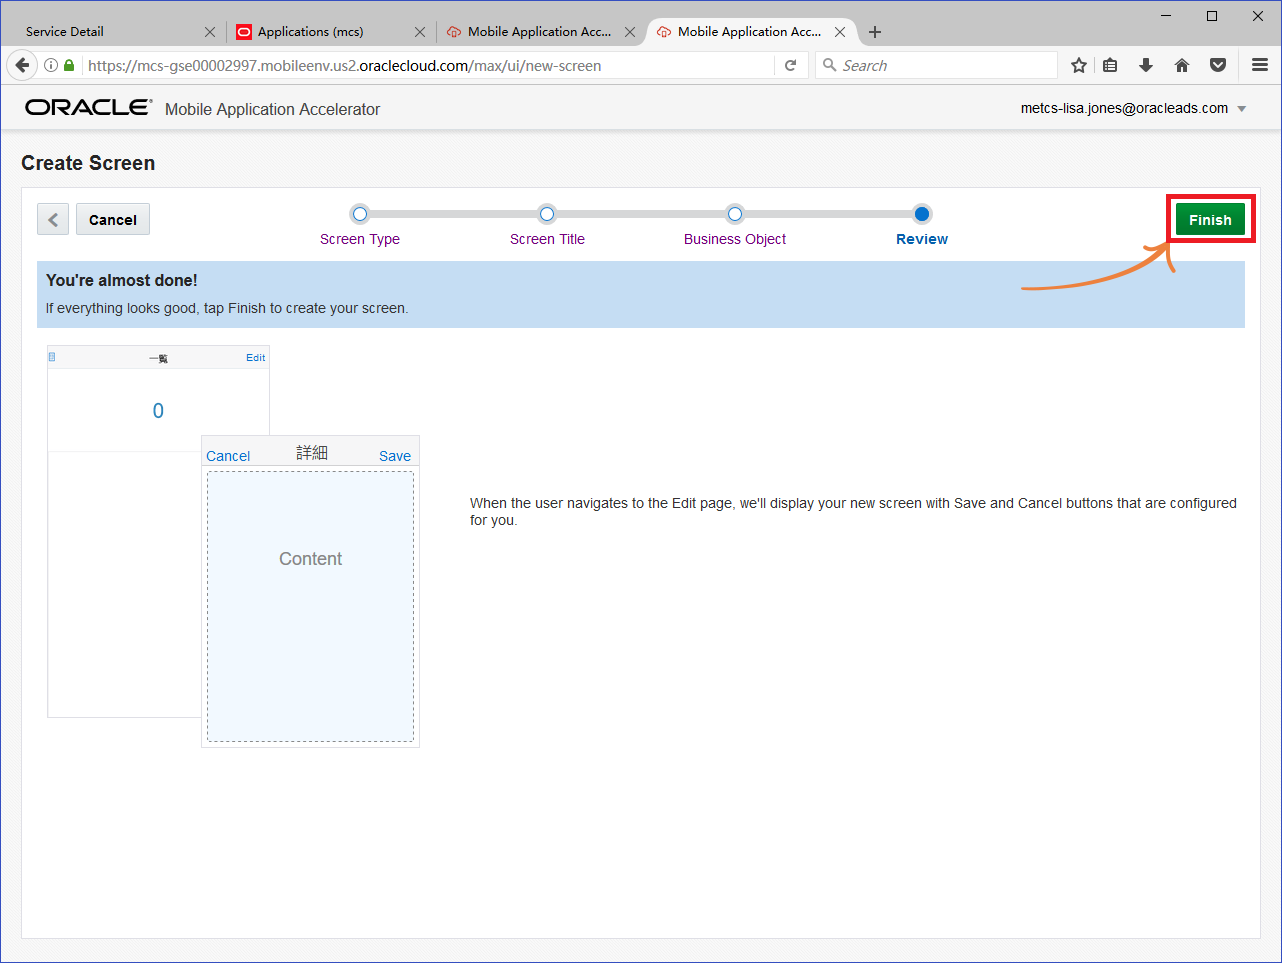 Service Detail
Applications (mcs)
Mobile Application Acc...
Mobile Application Acc...
https://mcs-gse00002997.mobileenv.us2.oraclecloud.com/max/ui/new-screen
Search
ORACLE Mobile Application Accelerator
metcs-lisa.jones@oracleads.com
Create Screen
Cancel
Screen Type
Screen Title
Business Object
Review
Finish
You're almost done!
If everything looks good, tap Finish to create your screen.
一覧
Edit
0
Cancel
詳細
Save
Content
When the user navigates to the Edit page, we'll display your new screen with Save and Cancel buttons that are configured
for you.